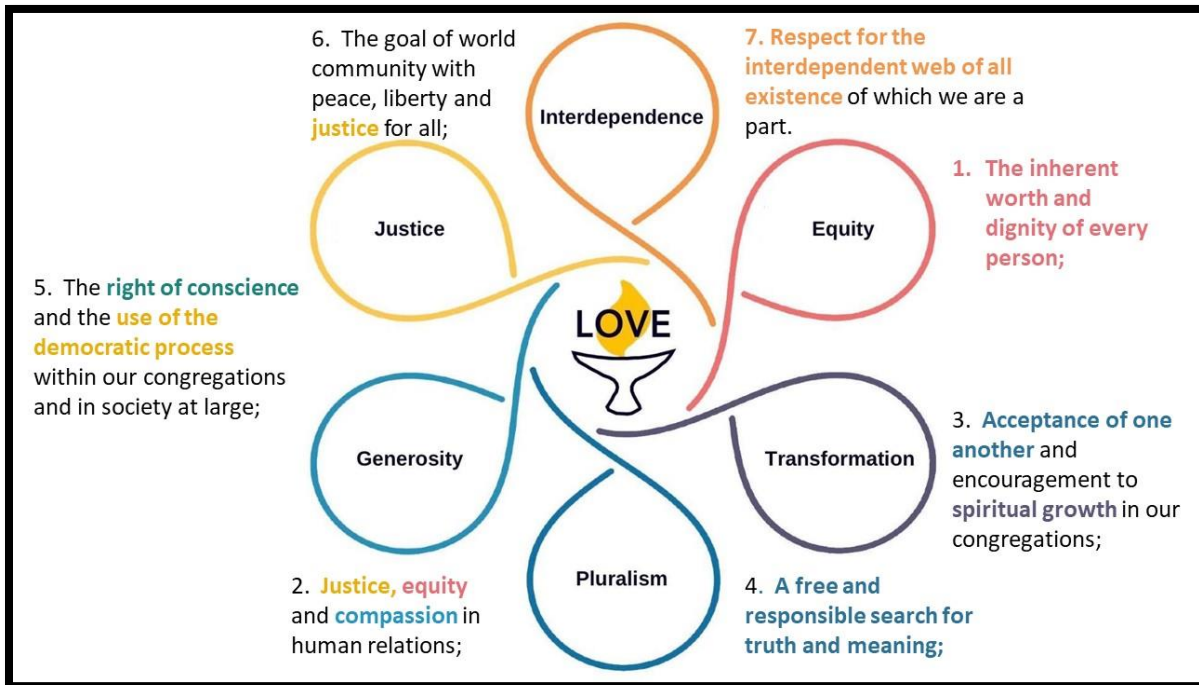 6. The goal of world
community with
peace, liberty and
justice for all;
Interdependence
7. Respect for the
interdependent web of all
existence of which we are a
part.
Justice
Equity
1. The inherent
worth and
dignity of every
person;
5. The right of conscience
and the use of the
democratic process
within our congregations
and in society at large;
LOVE
Generosity
Transformation
3. Acceptance of one
another and
encouragement to
spiritual growth in our
congregations;
2. Justice, equity
and compassion in
human relations;
Pluralism
4. A free and
responsible search for
truth and meaning;